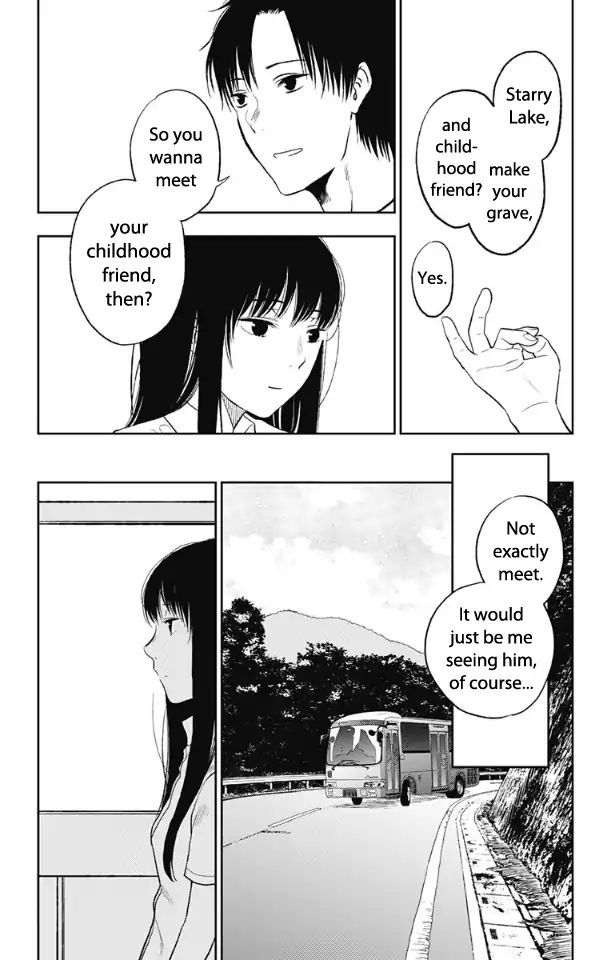 Starry
Lake,
make
your
grave,
and
child-
hood
friend?
Yes.
So you
wanna
meet
your
childhood
friend,
then?
Not
exactly
meet.
It would
just be me
seeing him,
of course...